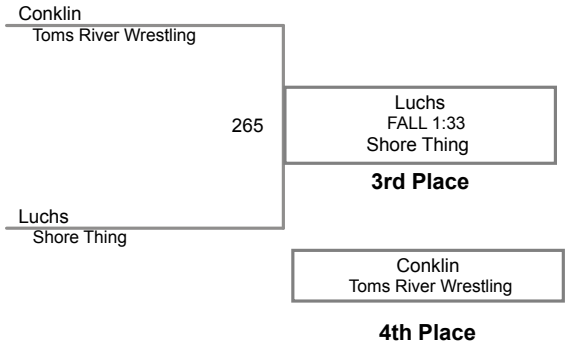 Conklin
Toms River Wrestling
265
Luchs
FALL 1:33
Shore Thing
3rd Place
Luchs
Shore Thing
Conklin
Toms River Wrestling
4th Place